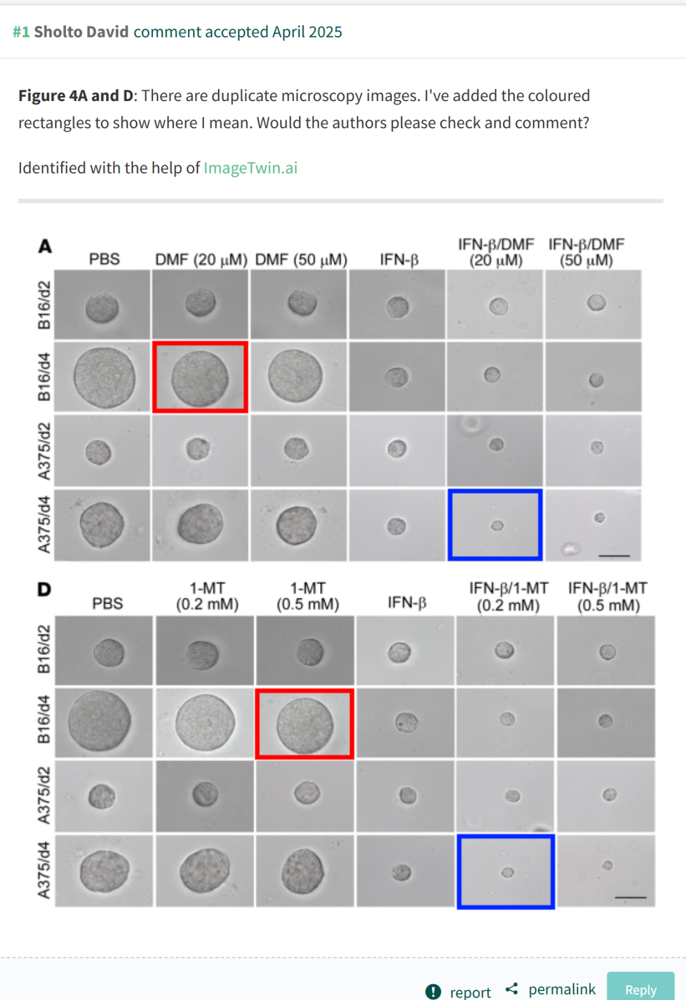 #1 Sholto David comment accepted April 2025
Figure 4A and D: There are duplicate microscopy images. I've added the coloured
rectangles to show where I mean. Would the authors please check and comment?
Identified with the help of ImageTwin.ai
A
PBS
DMF (20 µM)
DMF (50 µM)
IFN-β
IFN-β/DMF
(20 µM)
IFN-β/DMF
(50 µM)
B16/d2
B16/d4
A375/d2
A375/d4
D
PBS
1-MT
(0.2 mM)
1-MT
(0.5 mM)
IFN-β
IFN-β/1-MT
(0.2 mM)
IFN-β/1-MT
(0.5 mM)
B16/d2
B16/d4
A375/d2
A375/d4
report
permalink
Reply